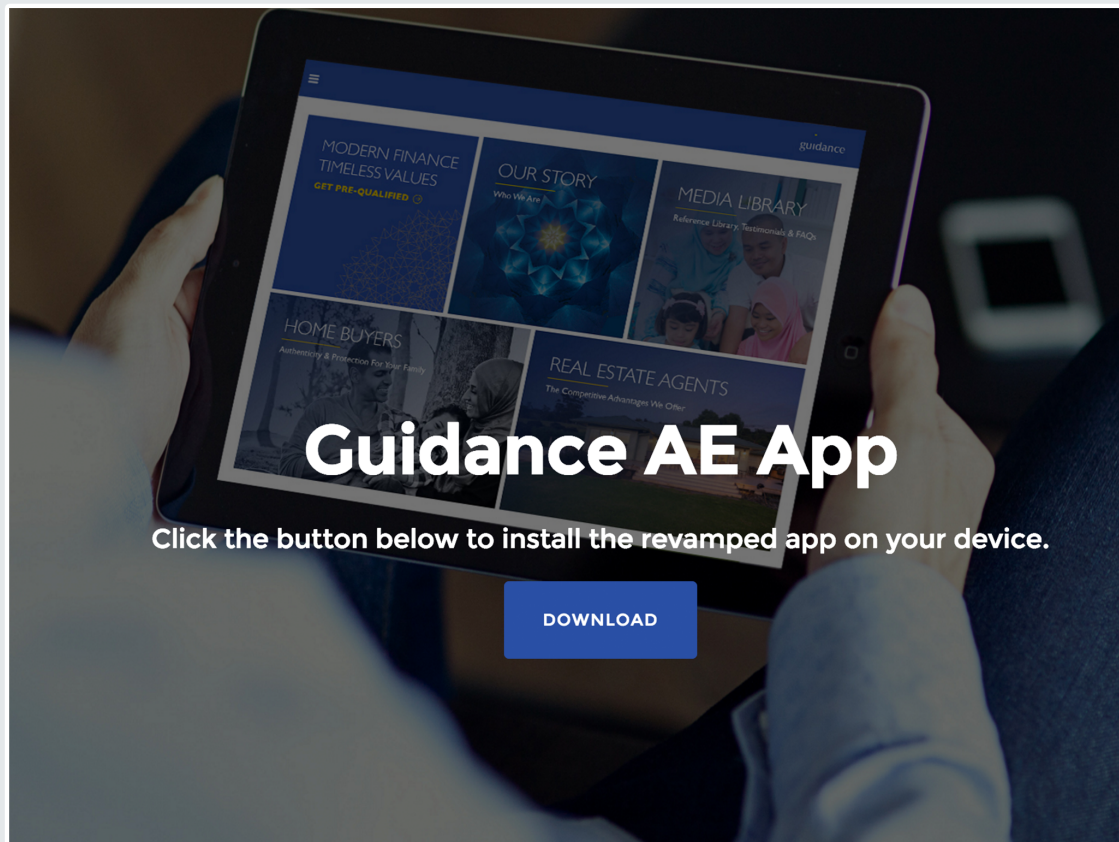 guidance
MODERN FINANCE
TIMELESS VALUES
GET PRE-QUALIFIED
OUR STORY
Who We Are
MEDIA LIBRARY
Reference Library, Testimonials & FAQs
HOME BUYERS
Authenticity & Protection For Your Family
REAL ESTATE AGENTS
The Competitive Advantages We Offer
Guidance AE App
Click the button below to install the revamped app on your device.
DOWNLOAD